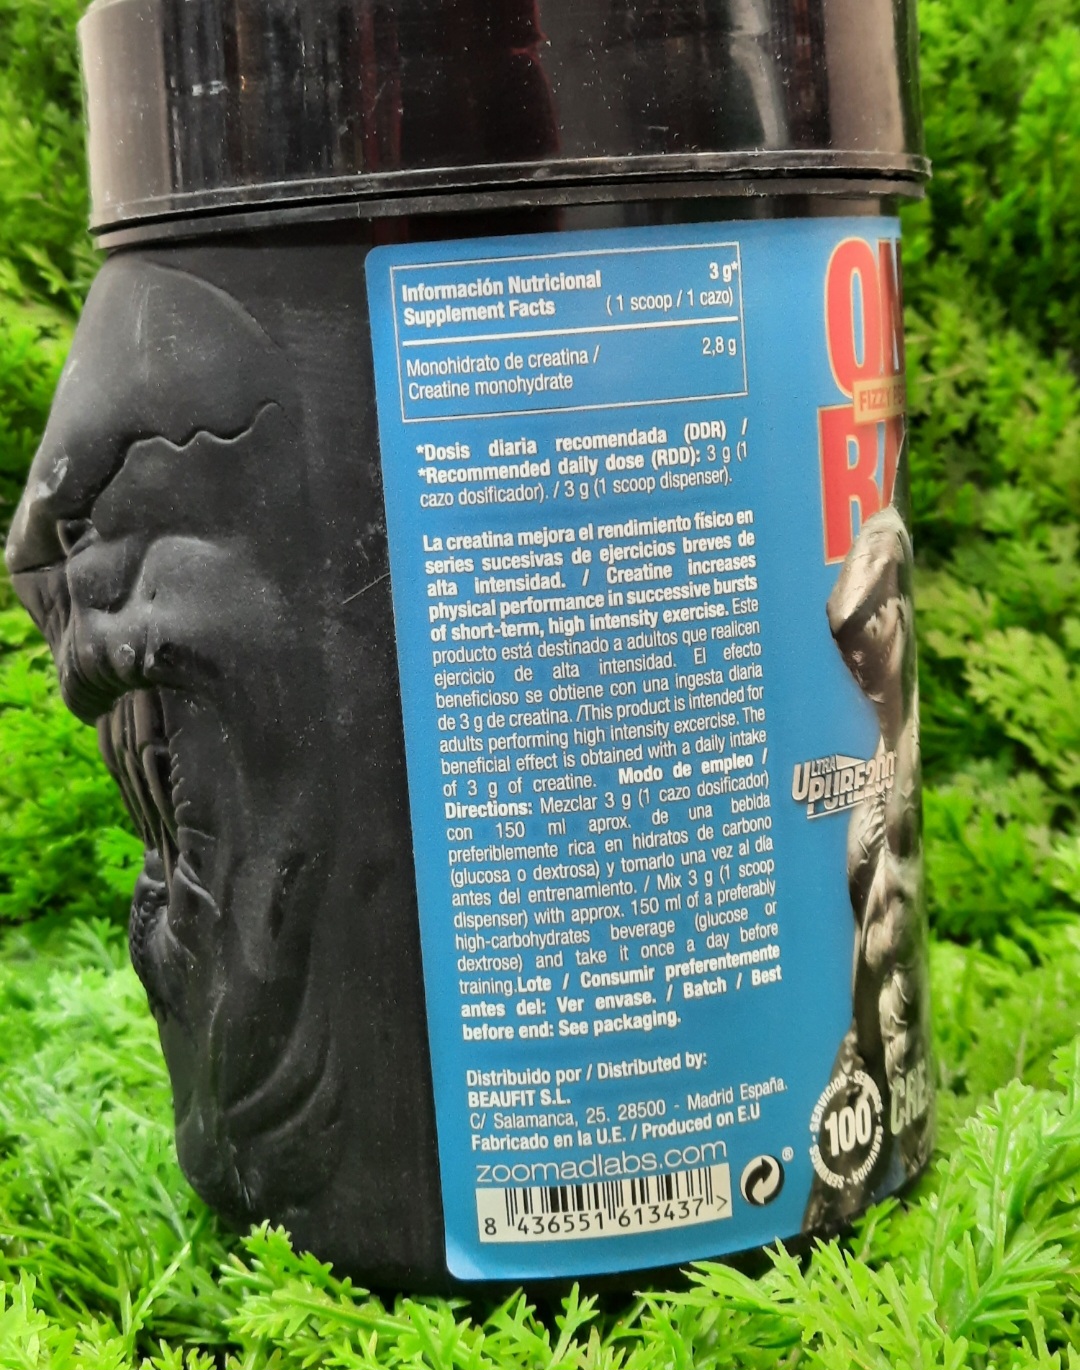 Información Nutricional
Supplement Facts
3 g*
(1 scoop / 1 cazo)
Monohidrato de creatina /
Creatine monohydrate
2,8 g
*Dosis diaria recomendada (DDR) /
*Recommended daily dose (RDD): 3 g (1
cazo dosificador). / 3 g (1 scoop dispenser).
La creatina mejora el rendimiento físico en
series sucesivas de ejercicios breves de
alta intensidad. / Creatine increases
physical performance in successive bursts
of short-term, high intensity exercise. Este
producto está destinado a adultos que realicen
ejercicio de alta intensidad. El efecto
beneficioso se obtiene con una ingesta diaria
de 3 g de creatina. /This product is intended for
adults performing high intensity excercise. The
beneficial effect is obtained with a daily intake
of 3 g of creatine. Modo de empleo /
Directions: Mezclar 3 g (1 cazo dosificador)
con 150 ml aprox. de una bebida
preferiblemente rica en hidratos de carbono
(glucosa o dextrosa) y tomarlo una vez al día
antes del entrenamiento. / Mix 3 g (1 scoop
dispenser) with approx. 150 ml of a preferably
high-carbohydrates beverage (glucose or
dextrose) and take it once a day before
training.Lote / Consumir preferentemente
antes del: Ver envase. / Batch / Best
before end: See packaging.
Distribuido por / Distributed by:
BEAUFIT S.L.
C/ Salamanca, 25. 28500 - Madrid España.
Fabricado en la U.E. / Produced on E.U
zoomadlabs.com
8 436551 613437 >
®
FIZZY
ULTRA
PURE200
100